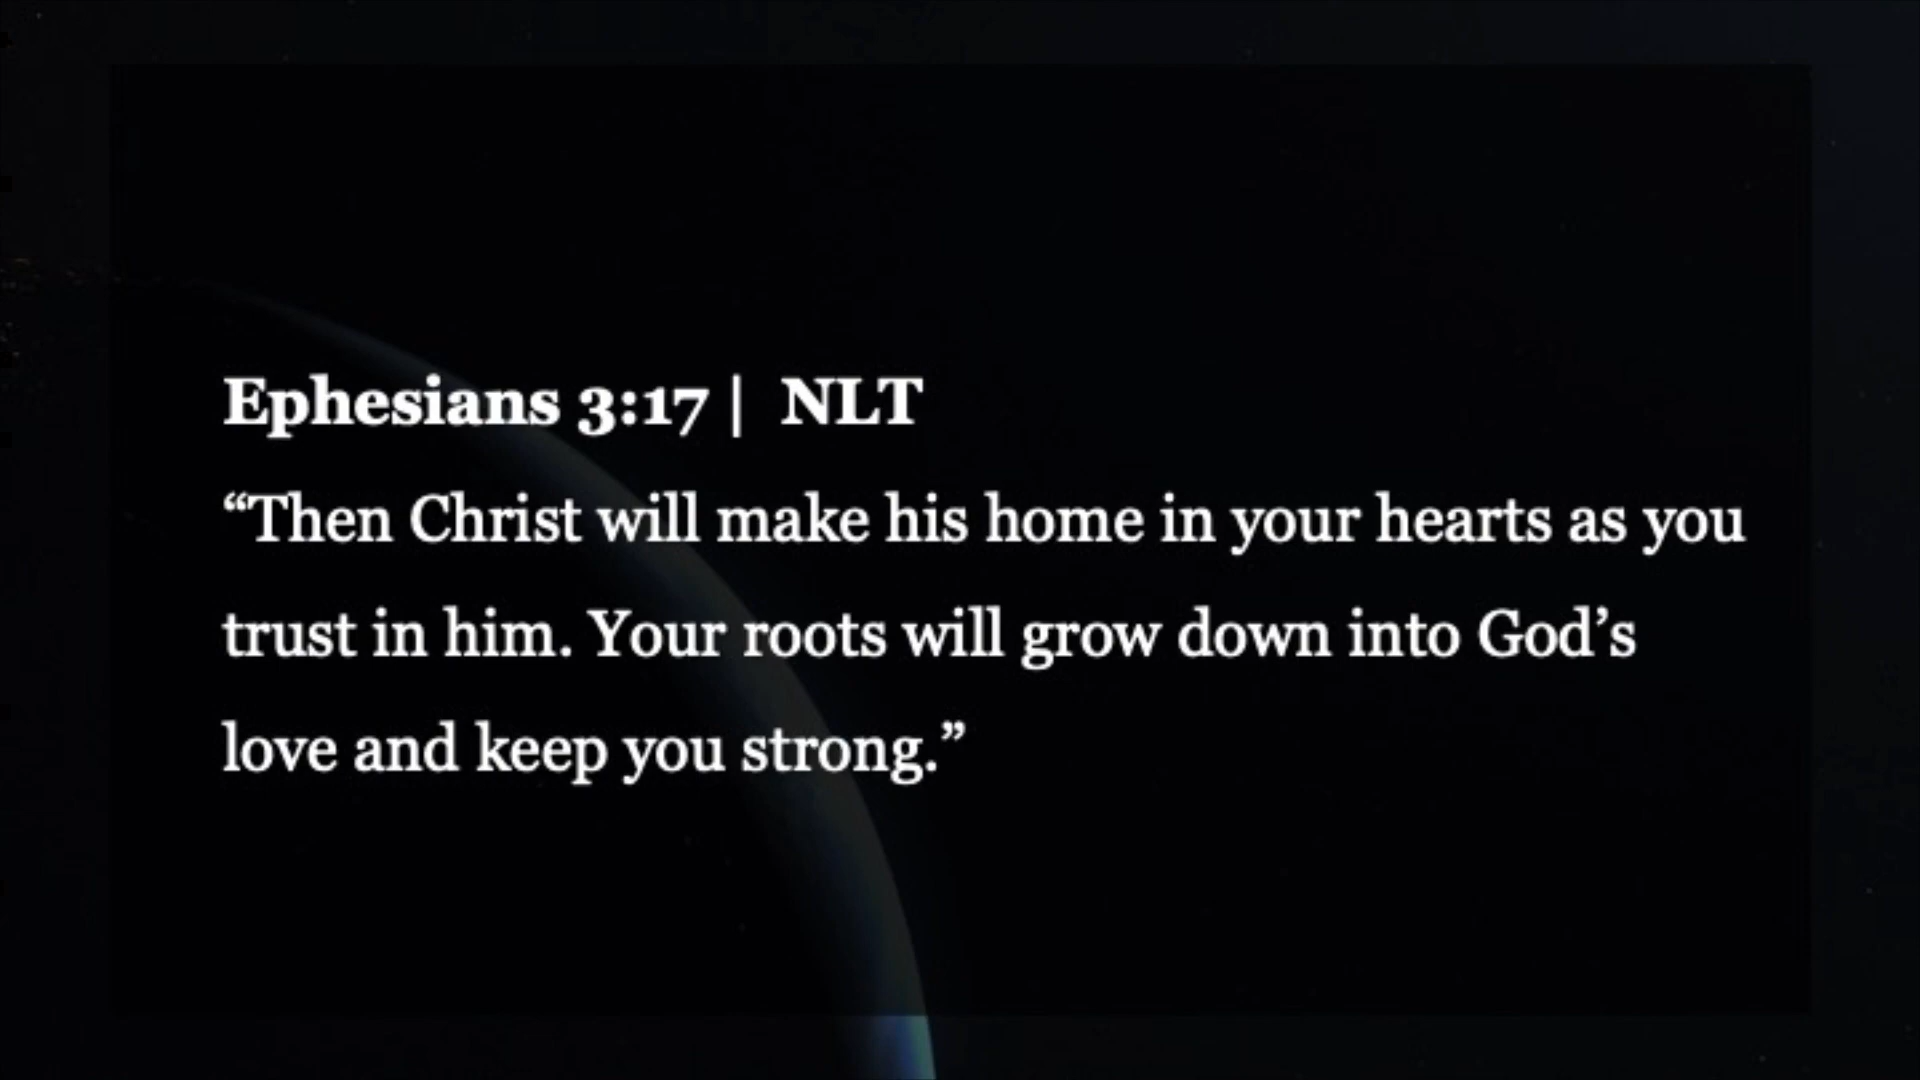 Ephesians 3:17 |  NLT
“Then Christ will make his home in your hearts as you
trust in him. Your roots will grow down into God’s
love and keep you strong.”